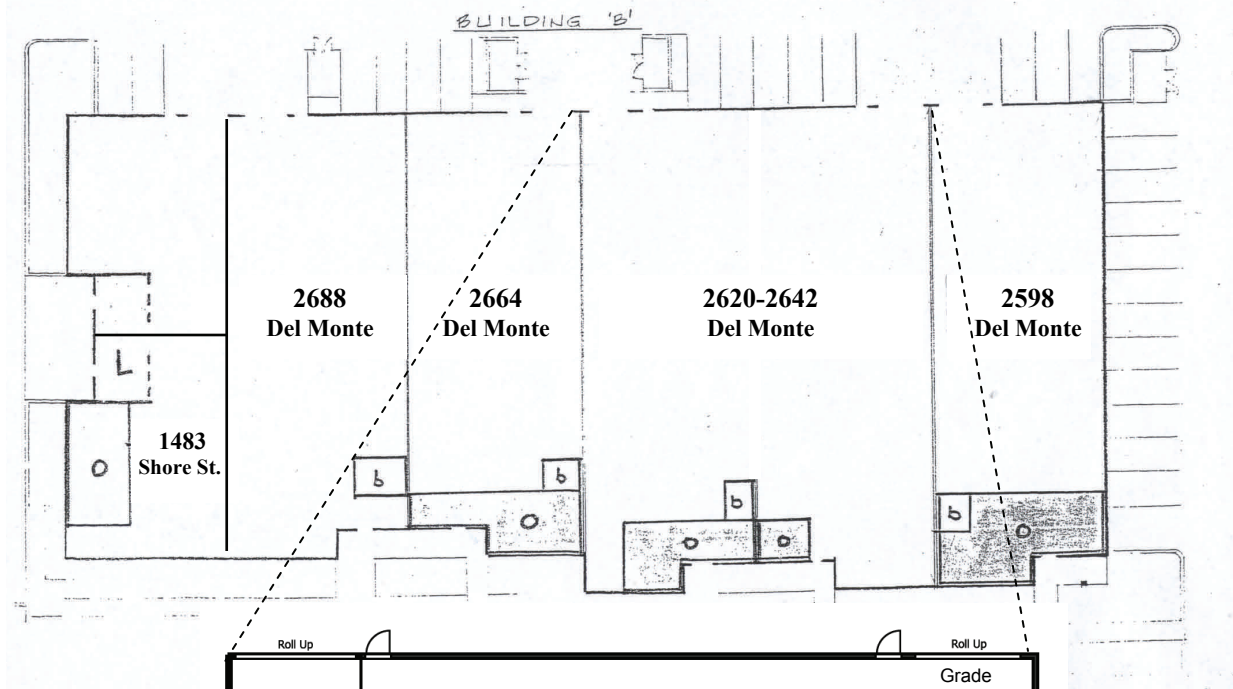 BUILDING 'B'
2688
Del Monte
2664
Del Monte
2620-2642
Del Monte
2598
Del Monte
L
1483
Shore St.
O
b
b
b
b
O
O
O
O
Roll Up
Roll Up
Grade